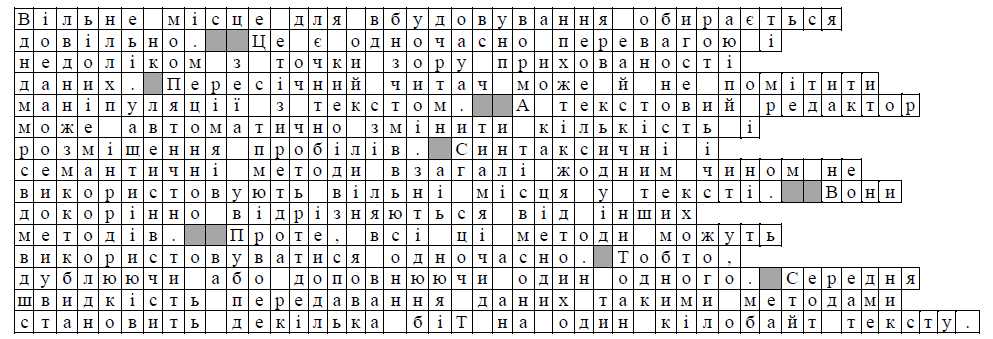 Вільне місце для вбудовування обирається
довільно.  Це є одночасно перевагою і
недоліком з точки зору прихованості
даних. Пересічний читач може й не помітити
маніпуляції з текстом.  А текстовий редактор
може автоматично змінити кількість і
розміщення пробілів. Синтаксичні і
семантичні методи взагалі жодним чином не
використовують вільні місця у тексті.  Вони
докорінно відрізняються від інших
методів.  Проте, всі ці методи можуть
використовуватися одночасно. Тобто,
дублюючи або доповнюючи один одного. Середня
швидкість передавання даних такими методами
становить декілька біТ на один кілобайт тексту.